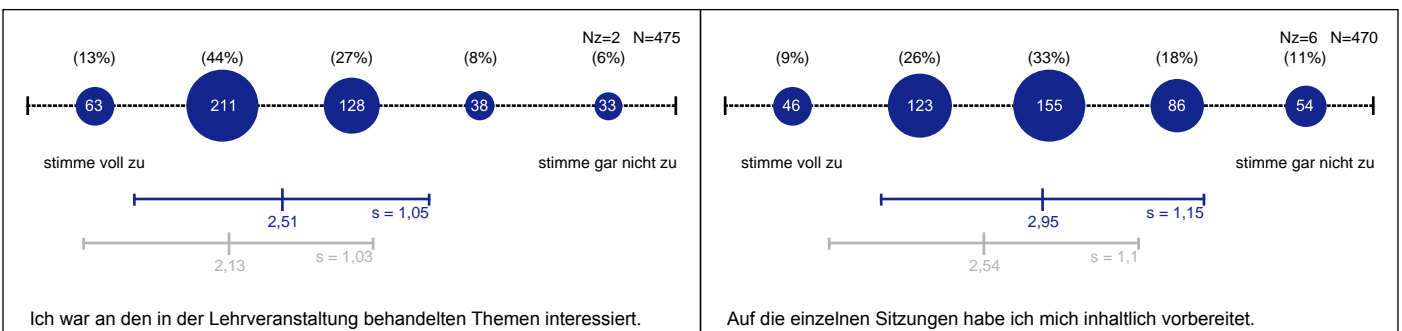 Nz=2 N=475
(13%) (44%) (27%) (8%) (6%)
63 211 128 38 33
stimme voll zu stimme gar nicht zu
s = 1,05
2,51
s = 1,03
2,13
Ich war an den in der Lehrveranstaltung behandelten Themen interessiert.
Nz=6 N=470
(9%) (26%) (33%) (18%) (11%)
46 123 155 86 54
stimme voll zu stimme gar nicht zu
s = 1,15
2,95
s = 1,1
2,54
Auf die einzelnen Sitzungen habe ich mich inhaltlich vorbereitet.